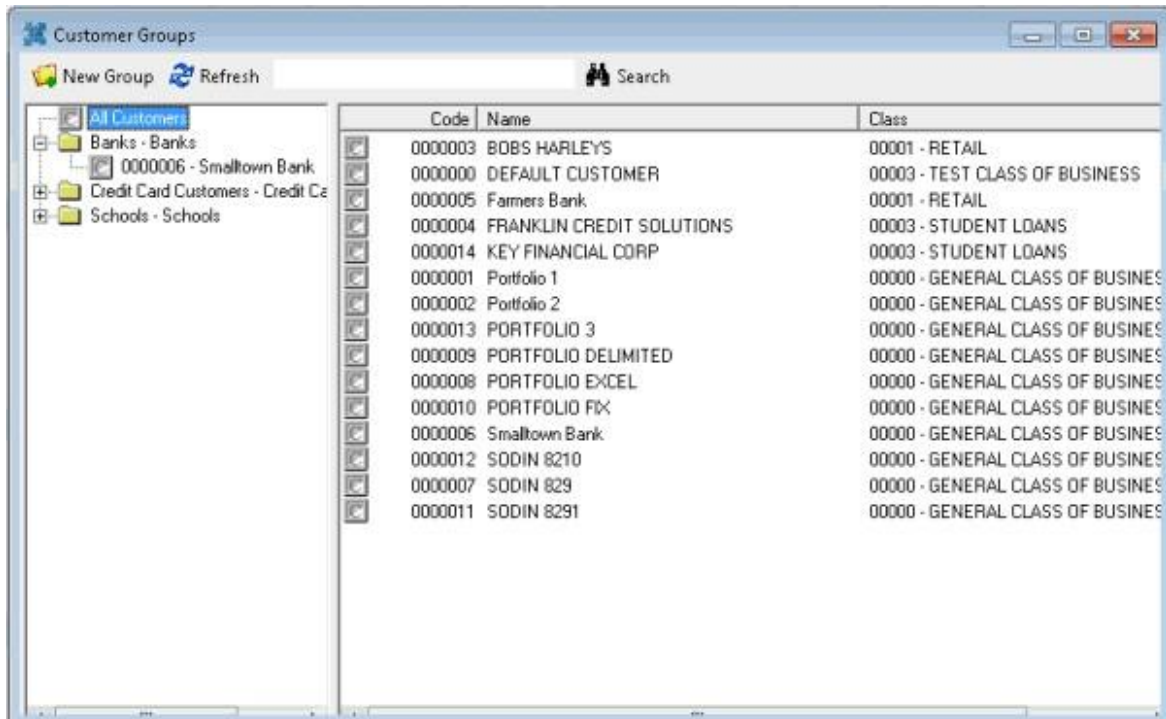 Customer Groups
New Group Refresh Search
All Customers
Banks - Banks
0000006 - Smalltown Bank
Credit Card Customers - Credit Ca
Schools - Schools
Code Name Class
0000003 BOBS HARLEYS 00001 - RETAIL
0000000 DEFAULT CUSTOMER 00003 - TEST CLASS OF BUSINESS
0000005 Farmers Bank 00001 - RETAIL
0000004 FRANKLIN CREDIT SOLUTIONS 00003 - STUDENT LOANS
0000014 KEY FINANCIAL CORP 00003 - STUDENT LOANS
0000001 Portfolio 1 00000 - GENERAL CLASS OF BUSINES
0000002 Portfolio 2 00000 - GENERAL CLASS OF BUSINES
0000013 PORTFOLIO 3 00000 - GENERAL CLASS OF BUSINES
0000009 PORTFOLIO DELIMITED 00000 - GENERAL CLASS OF BUSINES
0000008 PORTFOLIO EXCEL 00000 - GENERAL CLASS OF BUSINES
0000010 PORTFOLIO FIX 00000 - GENERAL CLASS OF BUSINES
0000006 Smalltown Bank 00000 - GENERAL CLASS OF BUSINES
0000012 SODIN 8210 00000 - GENERAL CLASS OF BUSINES
0000007 SODIN 829 00000 - GENERAL CLASS OF BUSINES
0000011 SODIN 8291 00000 - GENERAL CLASS OF BUSINES